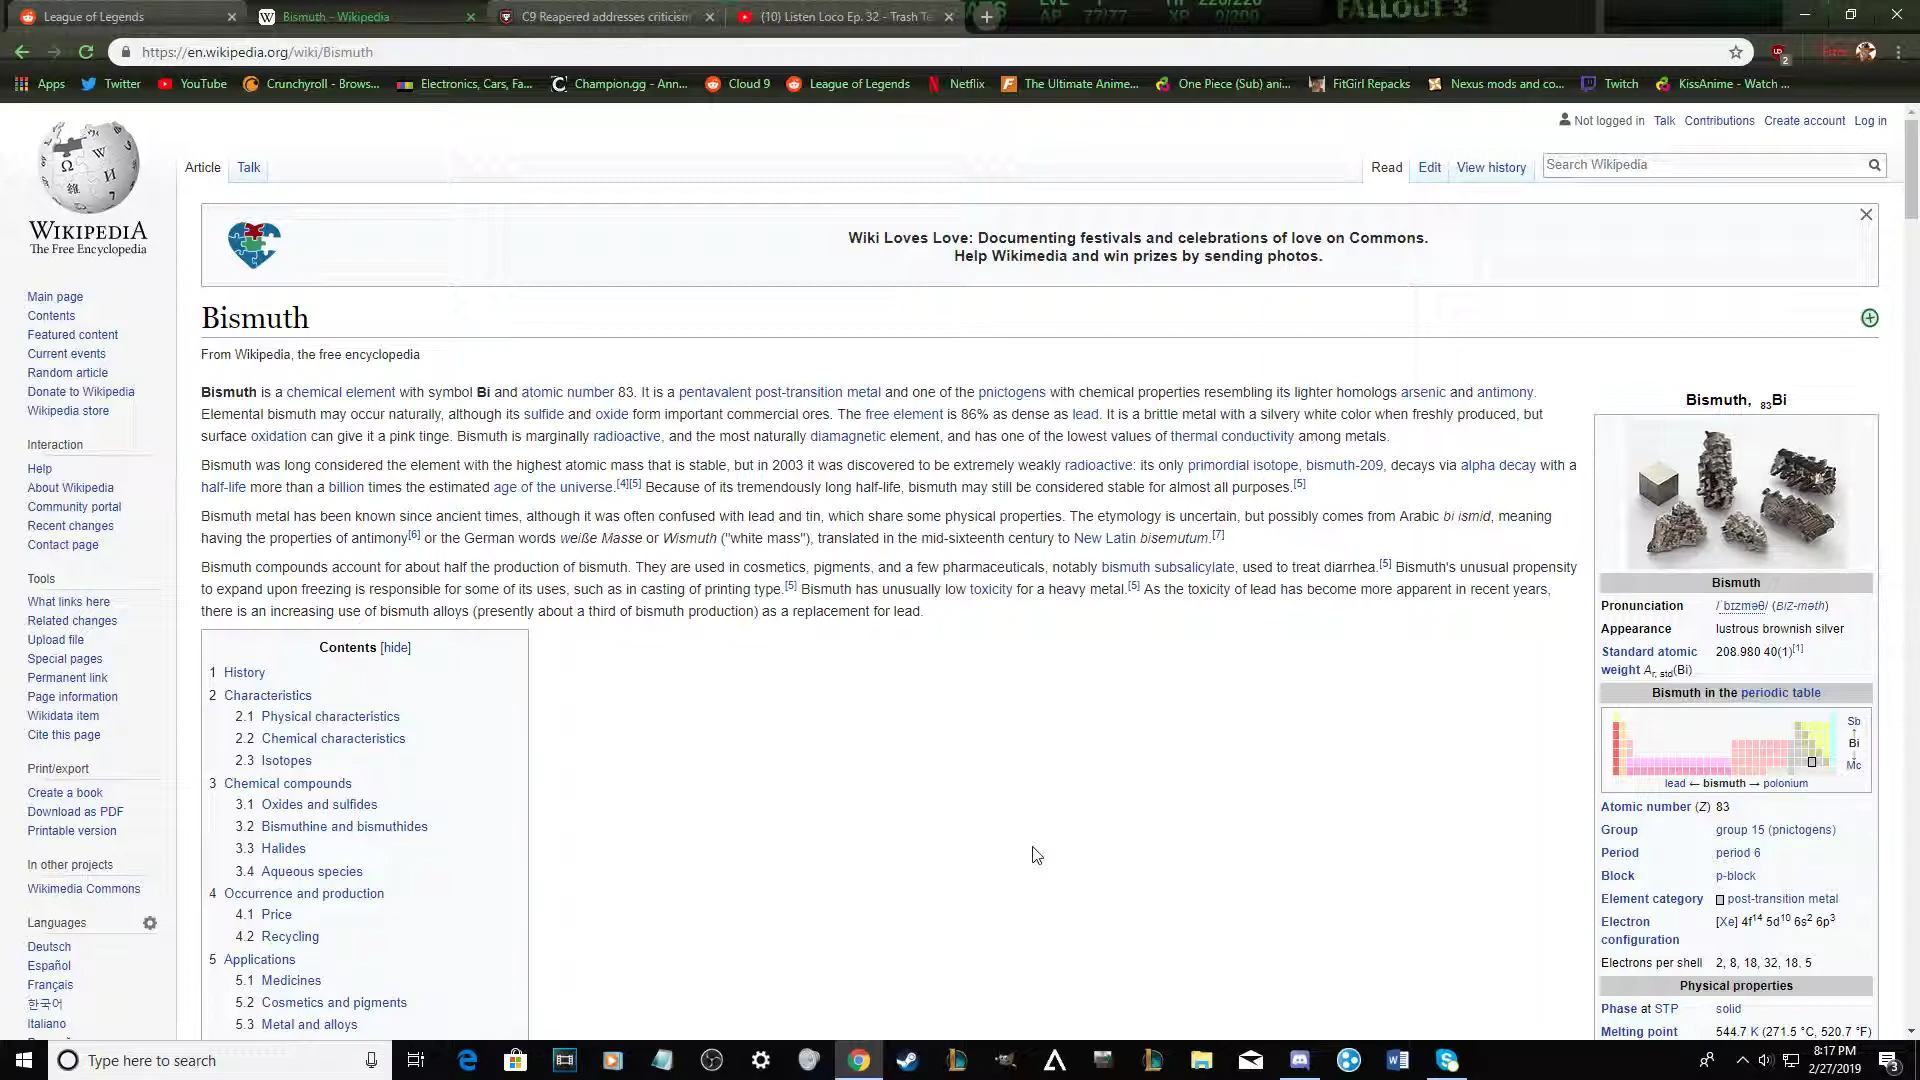 League of Legends
Bismuth - Wikipedia
C9 Reapered addresses criticism
(10) Listen Loco Ep. 32 - Trash T
AP 77/77
FALLOUT 3
https://en.wikipedia.org/wiki/Bismuth
2
Apps
Twitter
YouTube
Crunchyroll - Brows...
Electronics, Cars, Fa...
Champion.gg - Ann...
Cloud 9
League of Legends
Netflix
The Ultimate Anime...
One Piece (Sub) ani...
FitGirl Repacks
Nexus mods and co...
Twitch
KissAnime - Watch ...
Not logged in Talk Contributions Create account Log in
WIKIPEDIA
The Free Encyclopedia
Article Talk
Read Edit View history
Search Wikipedia
Wiki Loves Love: Documenting festivals and celebrations of love on Commons.
Help Wikimedia and win prizes by sending photos.
Main page
Contents
Featured content
Current events
Random article
Donate to Wikipedia
Wikipedia store
Interaction
Help
About Wikipedia
Community portal
Recent changes
Contact page
Tools
What links here
Related changes
Upload file
Special pages
Permanent link
Page information
Wikidata item
Cite this page
Print/export
Create a book
Download as PDF
Printable version
In other projects
Wikimedia Commons
Languages
Deutsch
Español
Français
한국어
Italiano
Bismuth
From Wikipedia, the free encyclopedia
Bismuth is a chemical element with symbol Bi and atomic number 83. It is a pentavalent post-transition metal and one of the pnictogens with chemical properties resembling its lighter homologs arsenic and antimony.
Elemental bismuth may occur naturally, although its sulfide and oxide form important commercial ores. The free element is 86% as dense as lead. It is a brittle metal with a silvery white color when freshly produced, but
surface oxidation can give it a pink tinge. Bismuth is marginally radioactive, and the most naturally diamagnetic element, and has one of the lowest values of thermal conductivity among metals.
Bismuth was long considered the element with the highest atomic mass that is stable, but in 2003 it was discovered to be extremely weakly radioactive: its only primordial isotope, bismuth-209, decays via alpha decay with a
half-life more than a billion times the estimated age of the universe.[4][5] Because of its tremendously long half-life, bismuth may still be considered stable for almost all purposes.[5]
Bismuth metal has been known since ancient times, although it was often confused with lead and tin, which share some physical properties. The etymology is uncertain, but possibly comes from Arabic bi ismid, meaning
having the properties of antimony[6] or the German words weiße Masse or Wismuth ("white mass"), translated in the mid-sixteenth century to New Latin bisemutum.[7]
Bismuth compounds account for about half the production of bismuth. They are used in cosmetics, pigments, and a few pharmaceuticals, notably bismuth subsalicylate, used to treat diarrhea.[5] Bismuth's unusual propensity
to expand upon freezing is responsible for some of its uses, such as in casting of printing type.[5] Bismuth has unusually low toxicity for a heavy metal.[5] As the toxicity of lead has become more apparent in recent years,
there is an increasing use of bismuth alloys (presently about a third of bismuth production) as a replacement for lead.
Contents [hide]
1 History
2 Characteristics
2.1 Physical characteristics
2.2 Chemical characteristics
2.3 Isotopes
3 Chemical compounds
3.1 Oxides and sulfides
3.2 Bismuthine and bismuthides
3.3 Halides
3.4 Aqueous species
4 Occurrence and production
4.1 Price
4.2 Recycling
5 Applications
5.1 Medicines
5.2 Cosmetics and pigments
5.3 Metal and alloys
Bismuth, 83Bi
Bismuth
Pronunciation /ˈbɪzməθ/ (BIZ-məth)
Appearance lustrous brownish silver
Standard atomic 208.980 40(1)[1]
weight Ar, std(Bi)
Bismuth in the periodic table
Sb
↑
Bi
↓
Mc
lead ← bismuth → polonium
Atomic number (Z) 83
Group group 15 (pnictogens)
Period period 6
Block p-block
Element category post-transition metal
Electron [Xe] 4f14 5d10 6s2 6p3
configuration
Electrons per shell 2, 8, 18, 32, 18, 5
Physical properties
Phase at STP solid
Melting point 544.7 K (271.5 °C, 520.7 °F)
Type here to search
8:17 PM
2/27/2019
3